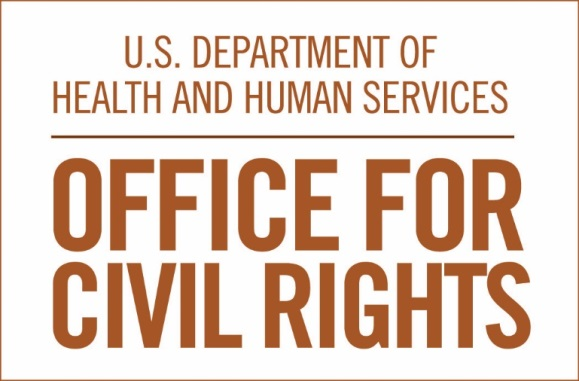 U.S. DEPARTMENT OF
HEALTH AND HUMAN SERVICES
OFFICE FOR
CIVIL RIGHTS